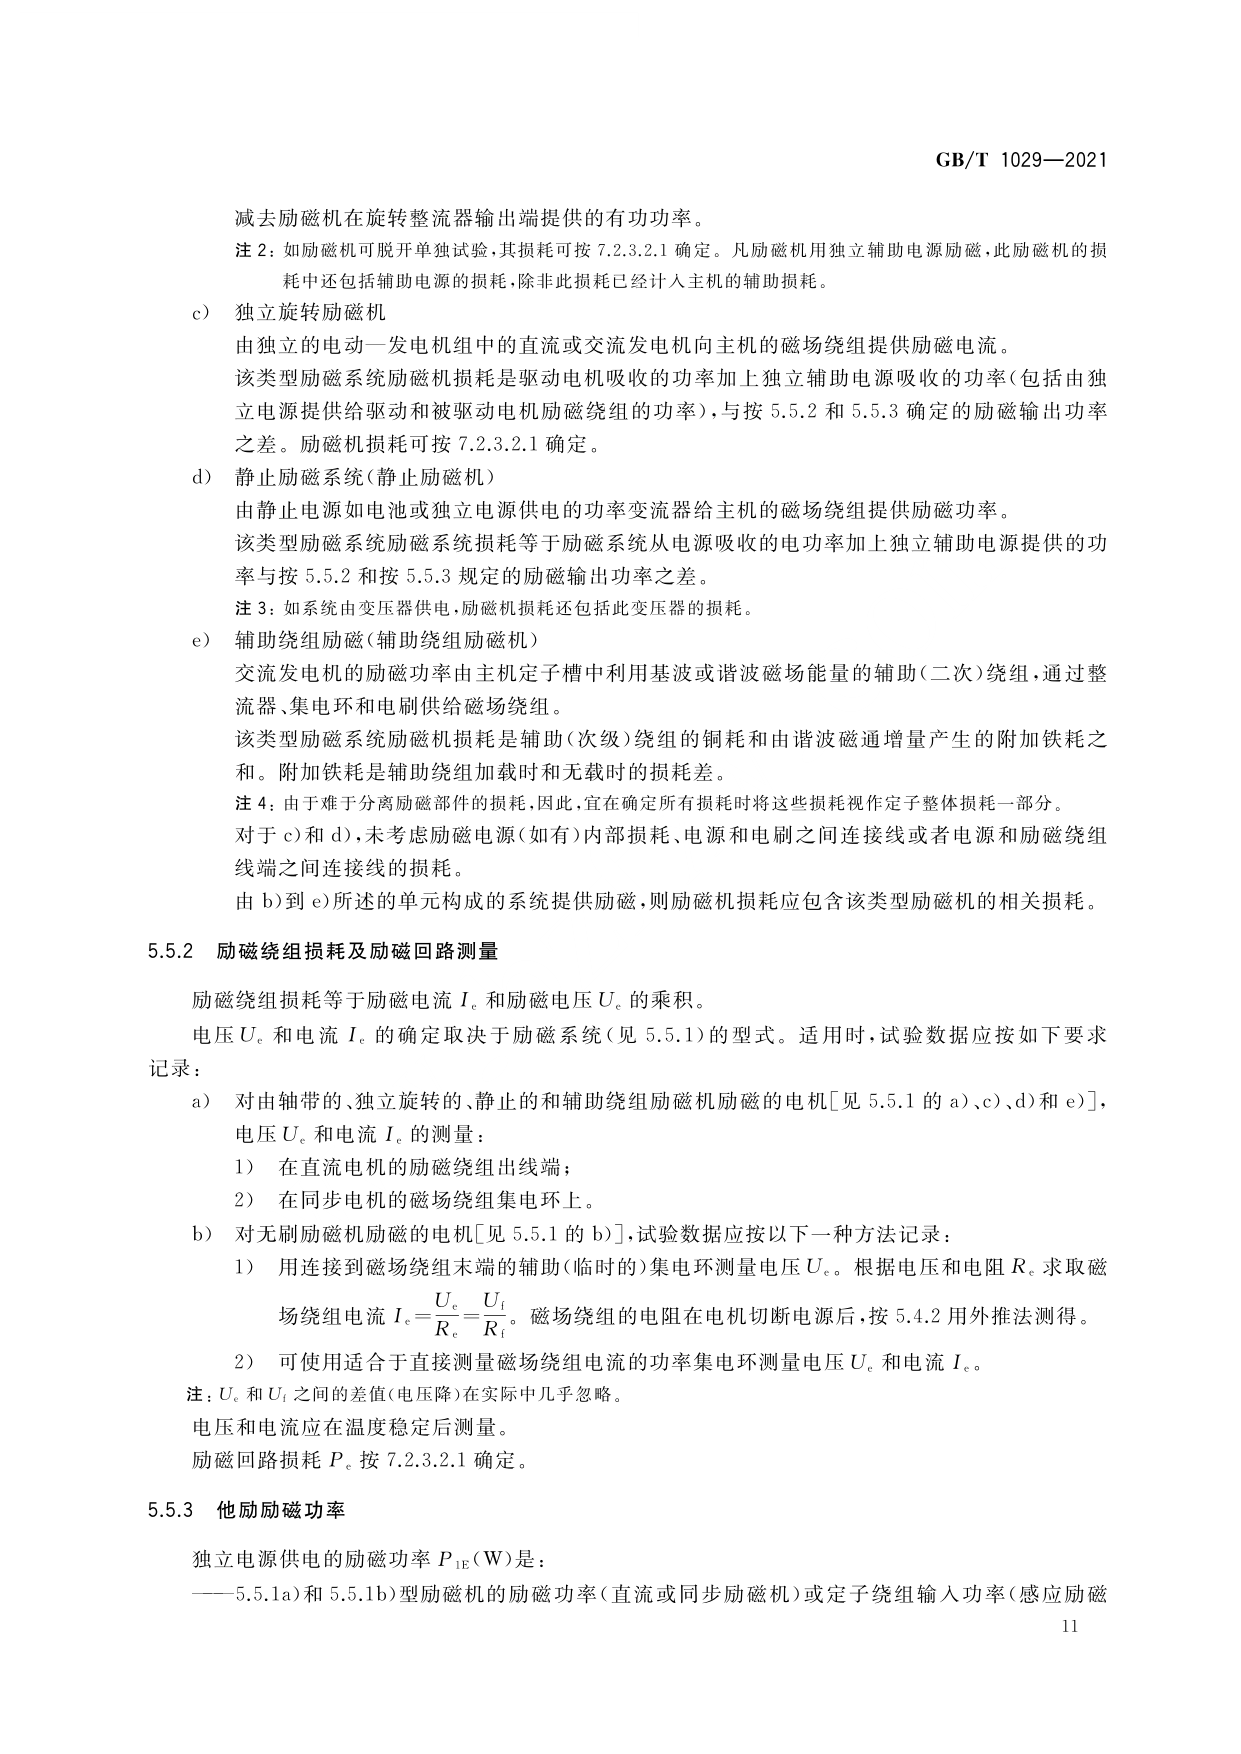 GB/T 1029—2021
减去励磁机在旋转整流器输出端提供的有功功率。
注 2：如励磁机可脱开单独试验,其损耗可按 7.2.3.2.1 确定。凡励磁机用独立辅助电源励磁,此励磁机的损
耗中还包括辅助电源的损耗,除非此损耗已经计入主机的辅助损耗。
c) 独立旋转励磁机
由独立的电动—发电机组中的直流或交流发电机向主机的磁场绕组提供励磁电流。
该类型励磁系统励磁机损耗是驱动电机吸收的功率加上独立辅助电源吸收的功率(包括由独
立电源提供给驱动和被驱动电机励磁绕组的功率),与按 5.5.2 和 5.5.3 确定的励磁输出功率
之差。励磁机损耗可按 7.2.3.2.1 确定。
d) 静止励磁系统(静止励磁机)
由静止电源如电池或独立电源供电的功率变流器给主机的磁场绕组提供励磁功率。
该类型励磁系统励磁系统损耗等于励磁系统从电源吸收的电功率加上独立辅助电源提供的功
率与按 5.5.2 和按 5.5.3 规定的励磁输出功率之差。
注 3：如系统由变压器供电,励磁机损耗还包括此变压器的损耗。
e) 辅助绕组励磁(辅助绕组励磁机)
交流发电机的励磁功率由主机定子槽中利用基波或谐波磁场能量的辅助(二次)绕组,通过整
流器、集电环和电刷供给磁场绕组。
该类型励磁系统励磁机损耗是辅助(次级)绕组的铜耗和由谐波磁通增量产生的附加铁耗之
和。附加铁耗是辅助绕组加载时和无载时的损耗差。
注 4：由于难于分离励磁部件的损耗,因此,宜在确定所有损耗时将这些损耗视作定子整体损耗一部分。
对于 c)和 d),未考虑励磁电源(如有)内部损耗、电源和电刷之间连接线或者电源和励磁绕组
线端之间连接线的损耗。
由 b)到 e)所述的单元构成的系统提供励磁,则励磁机损耗应包含该类型励磁机的相关损耗。
5.5.2 励磁绕组损耗及励磁回路测量
励磁绕组损耗等于励磁电流 Iₑ 和励磁电压 Uₑ 的乘积。
电压 Uₑ 和电流 Iₑ 的确定取决于励磁系统(见 5.5.1)的型式。适用时,试验数据应按如下要求
记录：
a) 对由轴带的、独立旋转的、静止的和辅助绕组励磁机励磁的电机[见 5.5.1 的 a)、c)、d)和 e)],
电压 Uₑ 和电流 Iₑ 的测量：
1) 在直流电机的励磁绕组出线端；
2) 在同步电机的磁场绕组集电环上。
b) 对无刷励磁机励磁的电机[见 5.5.1 的 b)],试验数据应按以下一种方法记录：
1) 用连接到磁场绕组末端的辅助(临时的)集电环测量电压 Uₑ。根据电压和电阻 Rₑ 求取磁
场绕组电流 Iₑ=Uₑ/Rₑ=U_f/R_f。磁场绕组的电阻在电机切断电源后,按 5.4.2 用外推法测得。
2) 可使用适合于直接测量磁场绕组电流的功率集电环测量电压 Uₑ 和电流 Iₑ。
注：Uₑ 和 U_f 之间的差值(电压降)在实际中几乎忽略。
电压和电流应在温度稳定后测量。
励磁回路损耗 Pₑ 按 7.2.3.2.1 确定。
5.5.3 他励励磁功率
独立电源供电的励磁功率 P_1E(W)是：
——5.5.1a)和 5.5.1b)型励磁机的励磁功率(直流或同步励磁机)或定子绕组输入功率(感应励磁
11